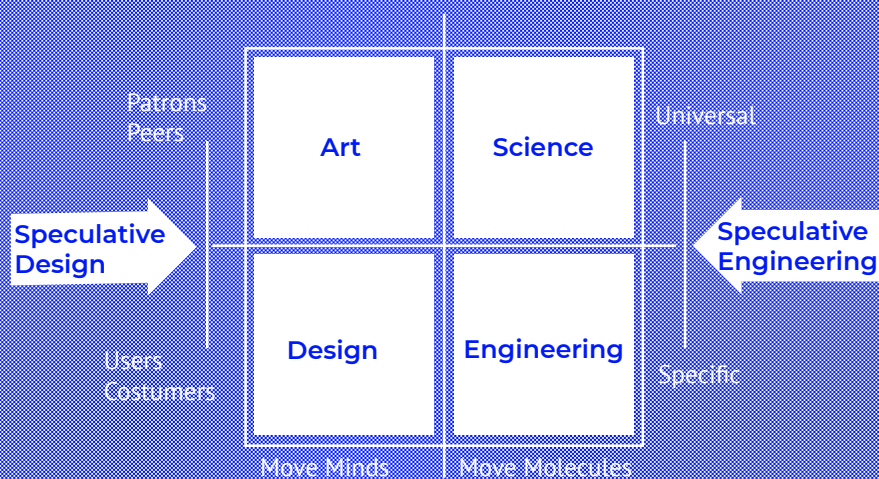 Patrons
Peers
Universal
Art
Science
Speculative
Design
Speculative
Engineering
Users
Costumers
Design
Engineering
Specific
Move Minds
Move Molecules